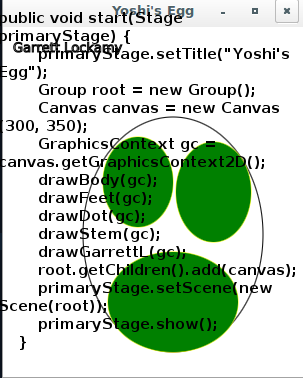 Yoshi's Egg
public void start(Stage
primaryStage) {
Garrett Lockamy
primaryStage.setTitle("Yoshi's
Egg");
Group root = new Group();
Canvas canvas = new Canvas
(300, 350);
GraphicsContext gc =
canvas.getGraphicsContext2D();
drawBody(gc);
drawFeet(gc);
drawDot(gc);
drawStem(gc);
drawGarrettL(gc);
root.getChildren().add(canvas);
primaryStage.setScene(new
Scene(root));
primaryStage.show();
}